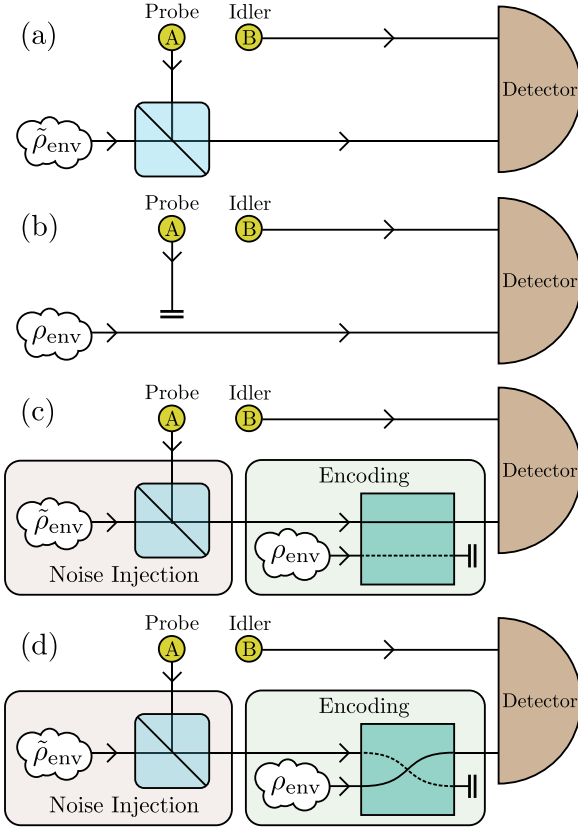 (a)
Probe
Idler
A
B
Detector
ρ̃env
(b)
Probe
Idler
A
B
Detector
ρenv
(c)
Probe
Idler
A
B
Detector
Encoding
ρ̃env
ρenv
Noise Injection
(d)
Probe
Idler
A
B
Detector
Encoding
ρ̃env
ρenv
Noise Injection